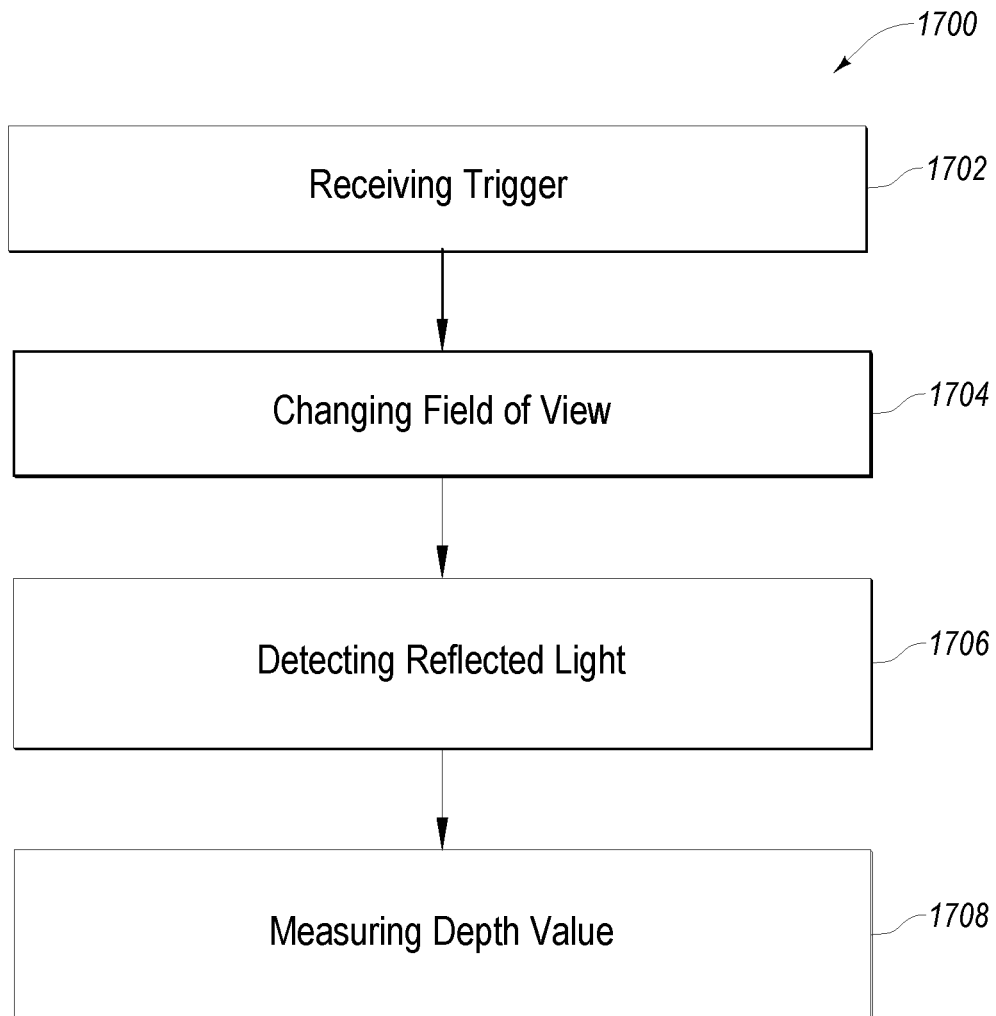 1700
Receiving Trigger
1702
Changing Field of View
1704
Detecting Reflected Light
1706
Measuring Depth Value
1708